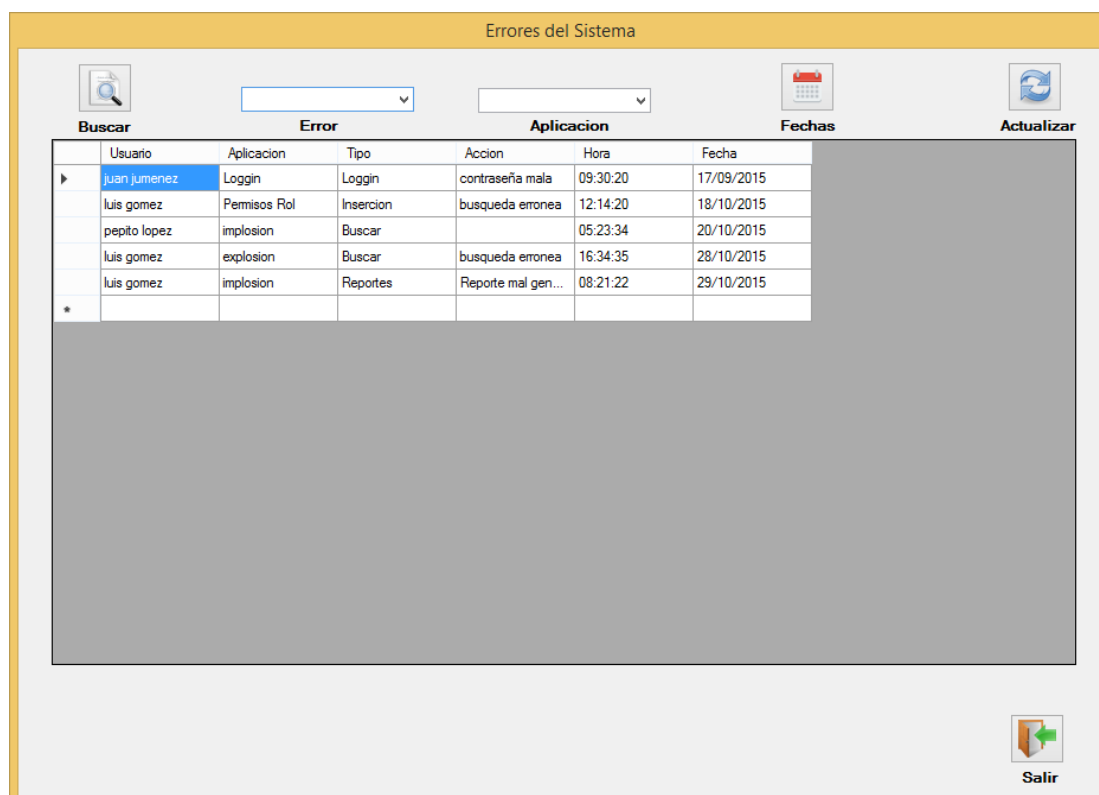 Errores del Sistema
Buscar Error Aplicacion Fechas Actualizar
Usuario Aplicacion Tipo Accion Hora Fecha
juan jumenez Loggin Loggin contraseña mala 09:30:20 17/09/2015
luis gomez Permisos Rol Insercion busqueda erronea 12:14:20 18/10/2015
pepito lopez implosion Buscar 05:23:34 20/10/2015
luis gomez explosion Buscar busqueda erronea 16:34:35 28/10/2015
luis gomez implosion Reportes Reporte mal gen... 08:21:22 29/10/2015
Salir